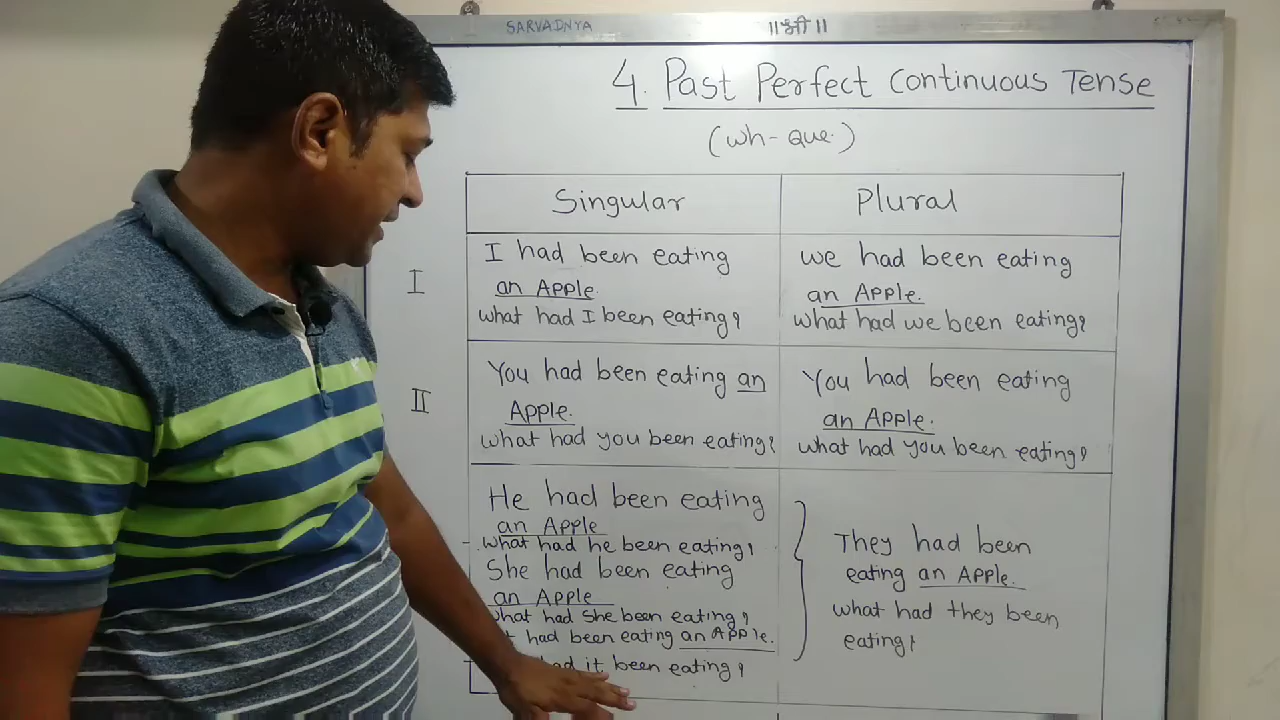 SARVADNYA
॥श्री॥
4. Past Perfect Continuous Tense
(Wh- Que.)
Singular
Plural
I
I had been eating
an Apple.
what had I been eating?
we had been eating
an Apple.
what had we been eating?
II
You had been eating an
Apple.
what had you been eating?
You had been eating
an Apple.
what had you been eating?
He had been eating
an Apple
what had he been eating?
She had been eating
an Apple
what had She been eating?
had been eating an Apple.
it been eating?
They had been
eating an Apple.
what had they been
eating?